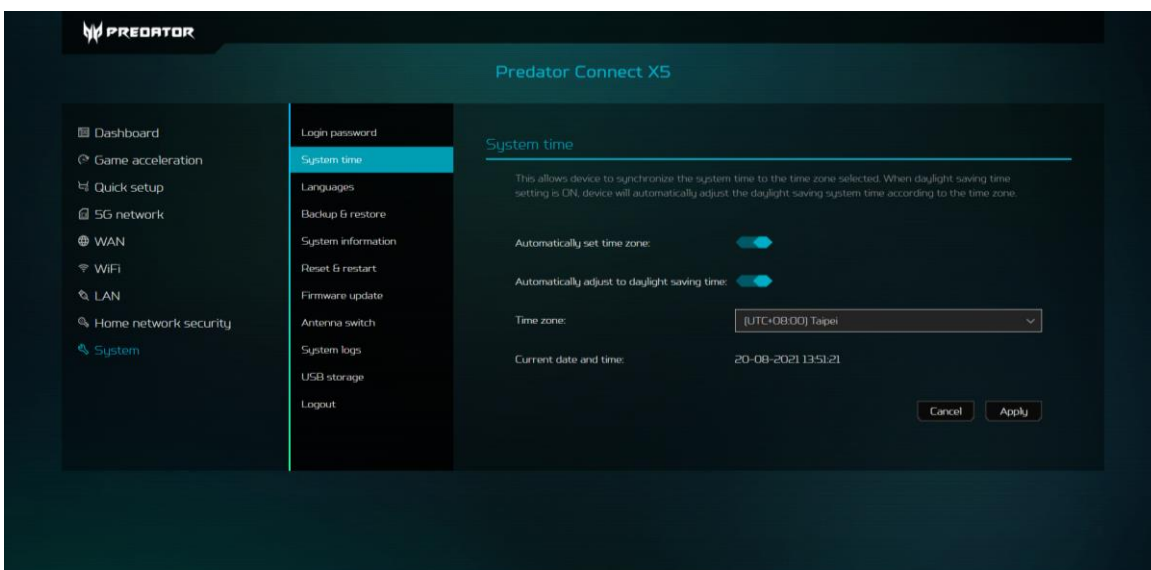 PREDATOR
Predator Connect X5
Dashboard
Game acceleration
Quick setup
5G network
WAN
WiFi
LAN
Home network security
System
Login password
System time
Languages
Backup & restore
System information
Reset & restart
Firmware update
Antenna switch
System logs
USB storage
Logout
System time
This allows device to synchronize the system time to the time zone selected. When daylight saving time
setting is ON, device will automatically adjust the daylight saving system time according to the time zone.
Automatically set time zone:
Automatically adjust to daylight saving time:
Time zone: (UTC+08:00) Taipei
Current date and time: 20-08-2021 13:51:21
Cancel Apply